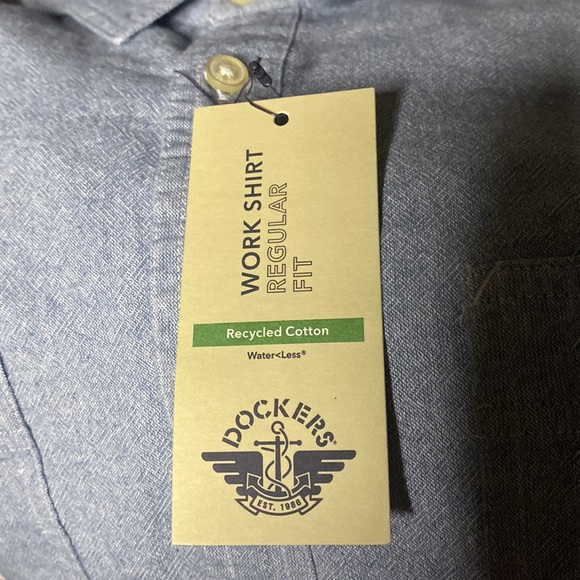 WORK SHIRT
REGULAR
FIT
Recycled Cotton
Water<Less®
DOCKERS®
EST. 1986